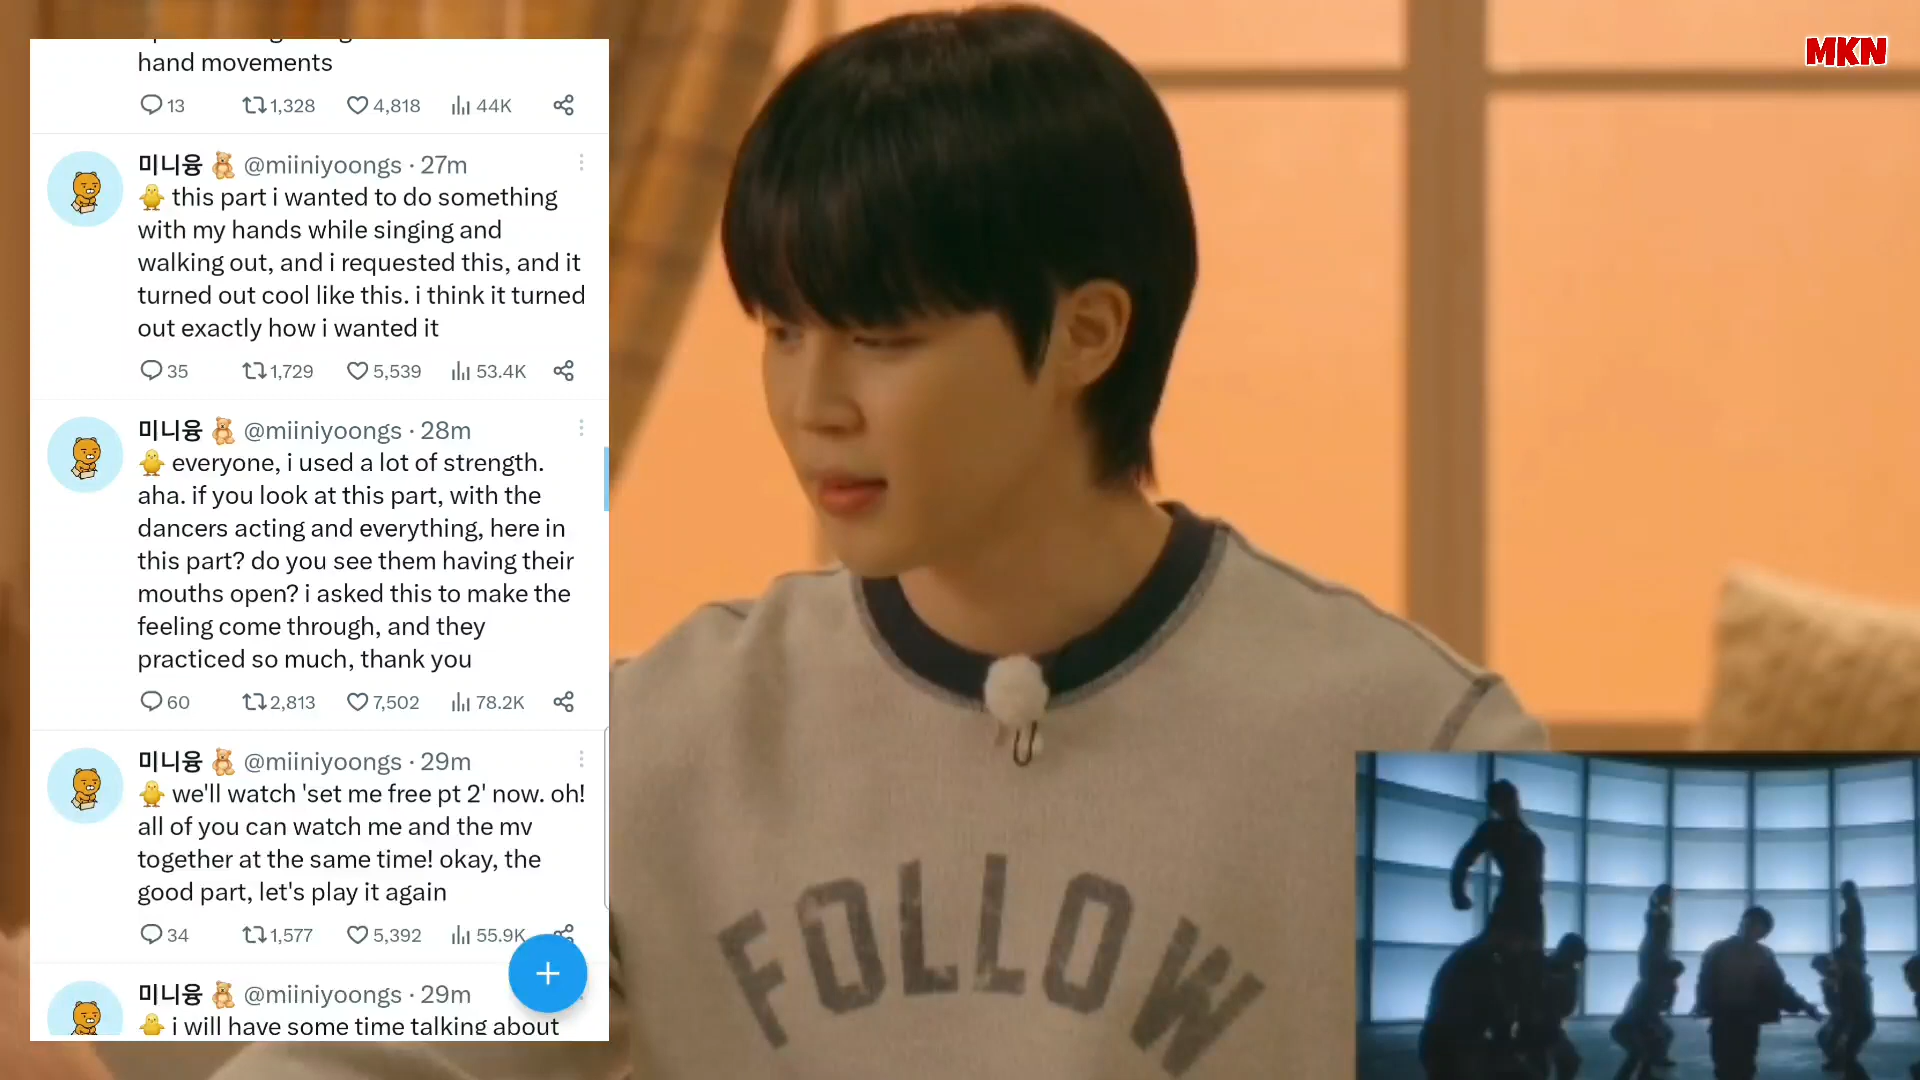 hand movements
13 1,328 4,818 44K
미니융 🧸 @miiniyoongs · 27m
🐥 this part i wanted to do something
with my hands while singing and
walking out, and i requested this, and it
turned out cool like this. i think it turned
out exactly how i wanted it
35 1,729 5,539 53.4K
미니융 🧸 @miiniyoongs · 28m
🐥 everyone, i used a lot of strength.
aha. if you look at this part, with the
dancers acting and everything, here in
this part? do you see them having their
mouths open? i asked this to make the
feeling come through, and they
practiced so much, thank you
60 2,813 7,502 78.2K
미니융 🧸 @miiniyoongs · 29m
🐥 we'll watch 'set me free pt 2' now. oh!
all of you can watch me and the mv
together at the same time! okay, the
good part, let's play it again
34 1,577 5,392 55.9K
미니융 🧸 @miiniyoongs · 29m
🐥 i will have some time talking about
MKN
FOLLOW